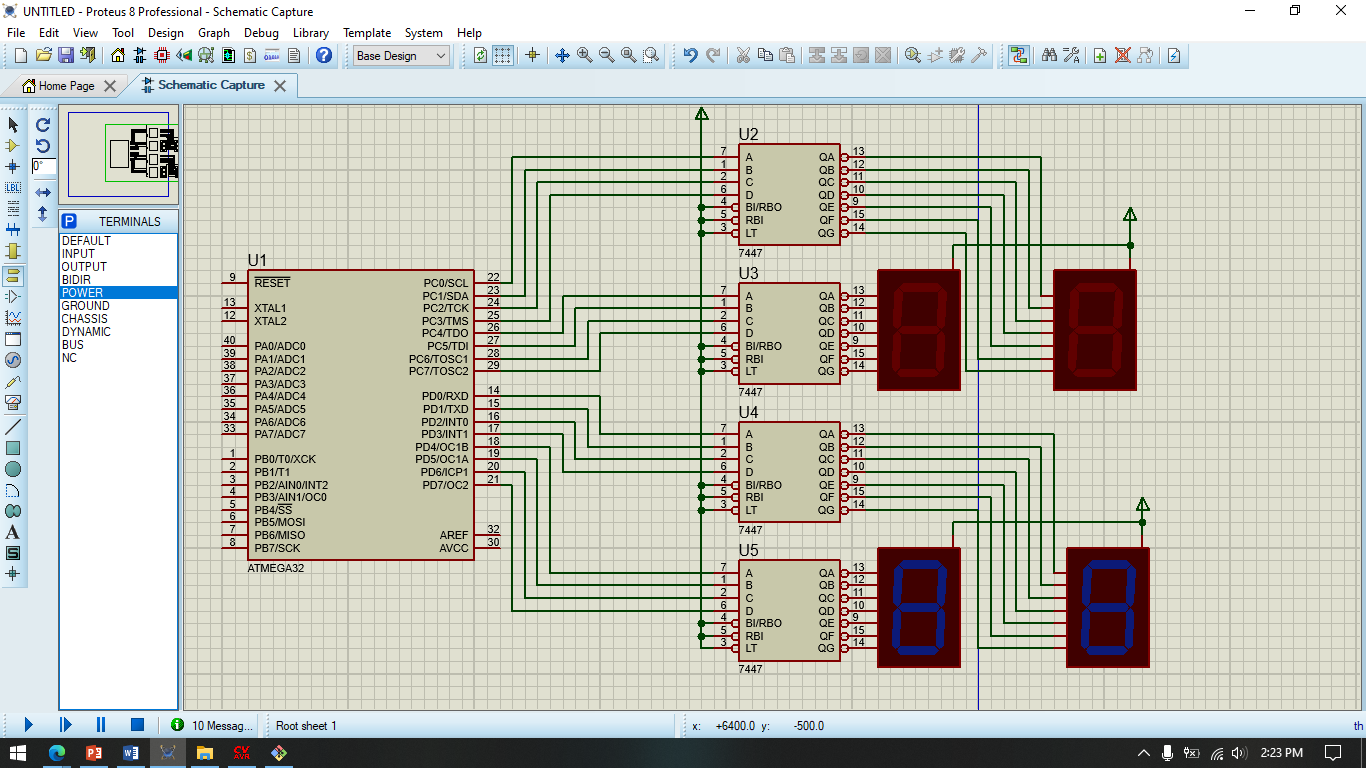 UNTITLED - Proteus 8 Professional - Schematic Capture
File Edit View Tool Design Graph Debug Library Template System Help
Base Design
Home Page
Schematic Capture
0°
P TERMINALS
DEFAULT
INPUT
OUTPUT
BIDIR
POWER
GROUND
CHASSIS
DYNAMIC
BUS
NC
U1
9 RESET PC0/SCL 22
PC1/SDA 23
13 XTAL1 PC2/TCK 24
12 XTAL2 PC3/TMS 25
PC4/TDO 26
40 PA0/ADC0 PC5/TDI 27
39 PA1/ADC1 PC6/TOSC1 28
38 PA2/ADC2 PC7/TOSC2 29
37 PA3/ADC3
36 PA4/ADC4 PD0/RXD 14
35 PA5/ADC5 PD1/TXD 15
34 PA6/ADC6 PD2/INT0 16
33 PA7/ADC7 PD3/INT1 17
PD4/OC1B 18
1 PB0/T0/XCK PD5/OC1A 19
2 PB1/T1 PD6/ICP1 20
3 PB2/AIN0/INT2 PD7/OC2 21
4 PB3/AIN1/OC0
5 PB4/SS
6 PB5/MOSI
7 PB6/MISO AREF 32
8 PB7/SCK AVCC 30
ATMEGA32
U2
7 A QA 13
1 B QB 12
2 C QC 11
6 D QD 10
4 BI/RBO QE 9
5 RBI QF 15
3 LT QG 14
7447
U3
7 A QA 13
1 B QB 12
2 C QC 11
6 D QD 10
4 BI/RBO QE 9
5 RBI QF 15
3 LT QG 14
7447
U4
7 A QA 13
1 B QB 12
2 C QC 11
6 D QD 10
4 BI/RBO QE 9
5 RBI QF 15
3 LT QG 14
7447
U5
7 A QA 13
1 B QB 12
2 C QC 11
6 D QD 10
4 BI/RBO QE 9
5 RBI QF 15
3 LT QG 14
7447
10 Messag... Root sheet 1 x: +6400.0 y: -500.0 th
2:23 PM